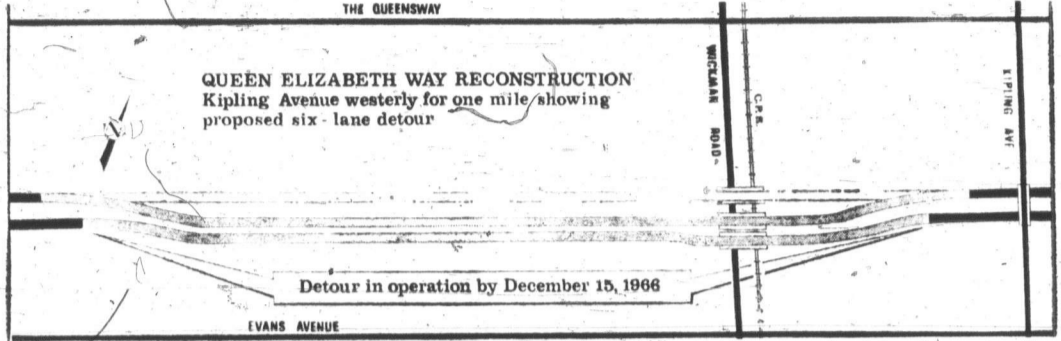 THE QUEENSWAY
QUEEN ELIZABETH WAY RECONSTRUCTION
Kipling Avenue westerly for one mile showing
proposed six - lane detour
WICKMAN ROAD
C.P.R.
KIPLING AVE
N
Detour in operation by December 15, 1966
EVANS AVENUE